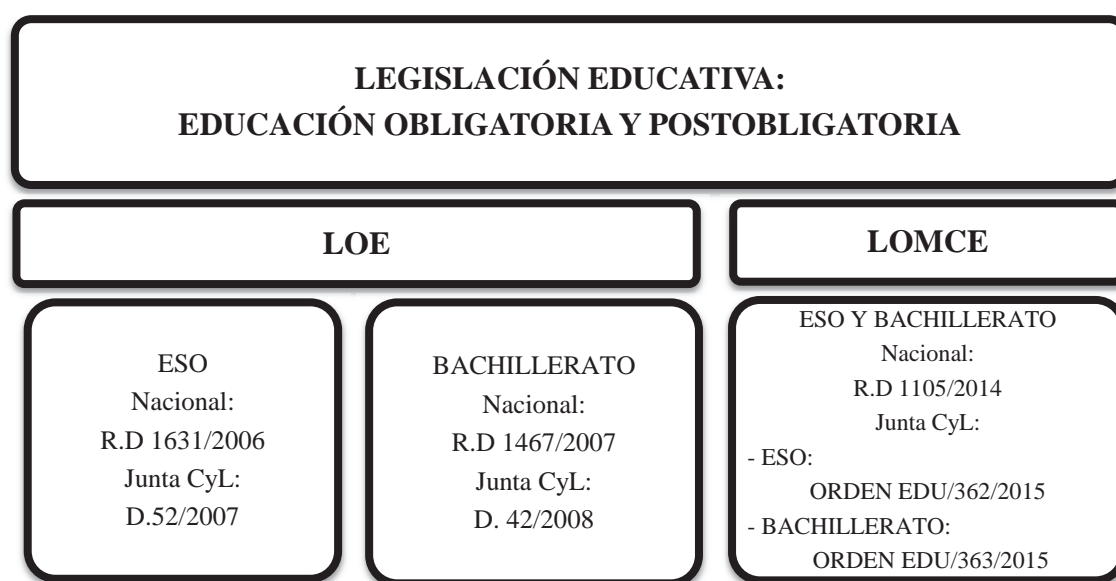 LEGISLACIÓN EDUCATIVA:
EDUCACIÓN OBLIGATORIA Y POSTOBLIGATORIA
LOE
LOMCE
ESO
Nacional:
R.D 1631/2006
Junta CyL:
D.52/2007
BACHILLERATO
Nacional:
R.D 1467/2007
Junta CyL:
D. 42/2008
ESO Y BACHILLERATO
Nacional:
R.D 1105/2014
Junta CyL:
- ESO:
ORDEN EDU/362/2015
- BACHILLERATO:
ORDEN EDU/363/2015